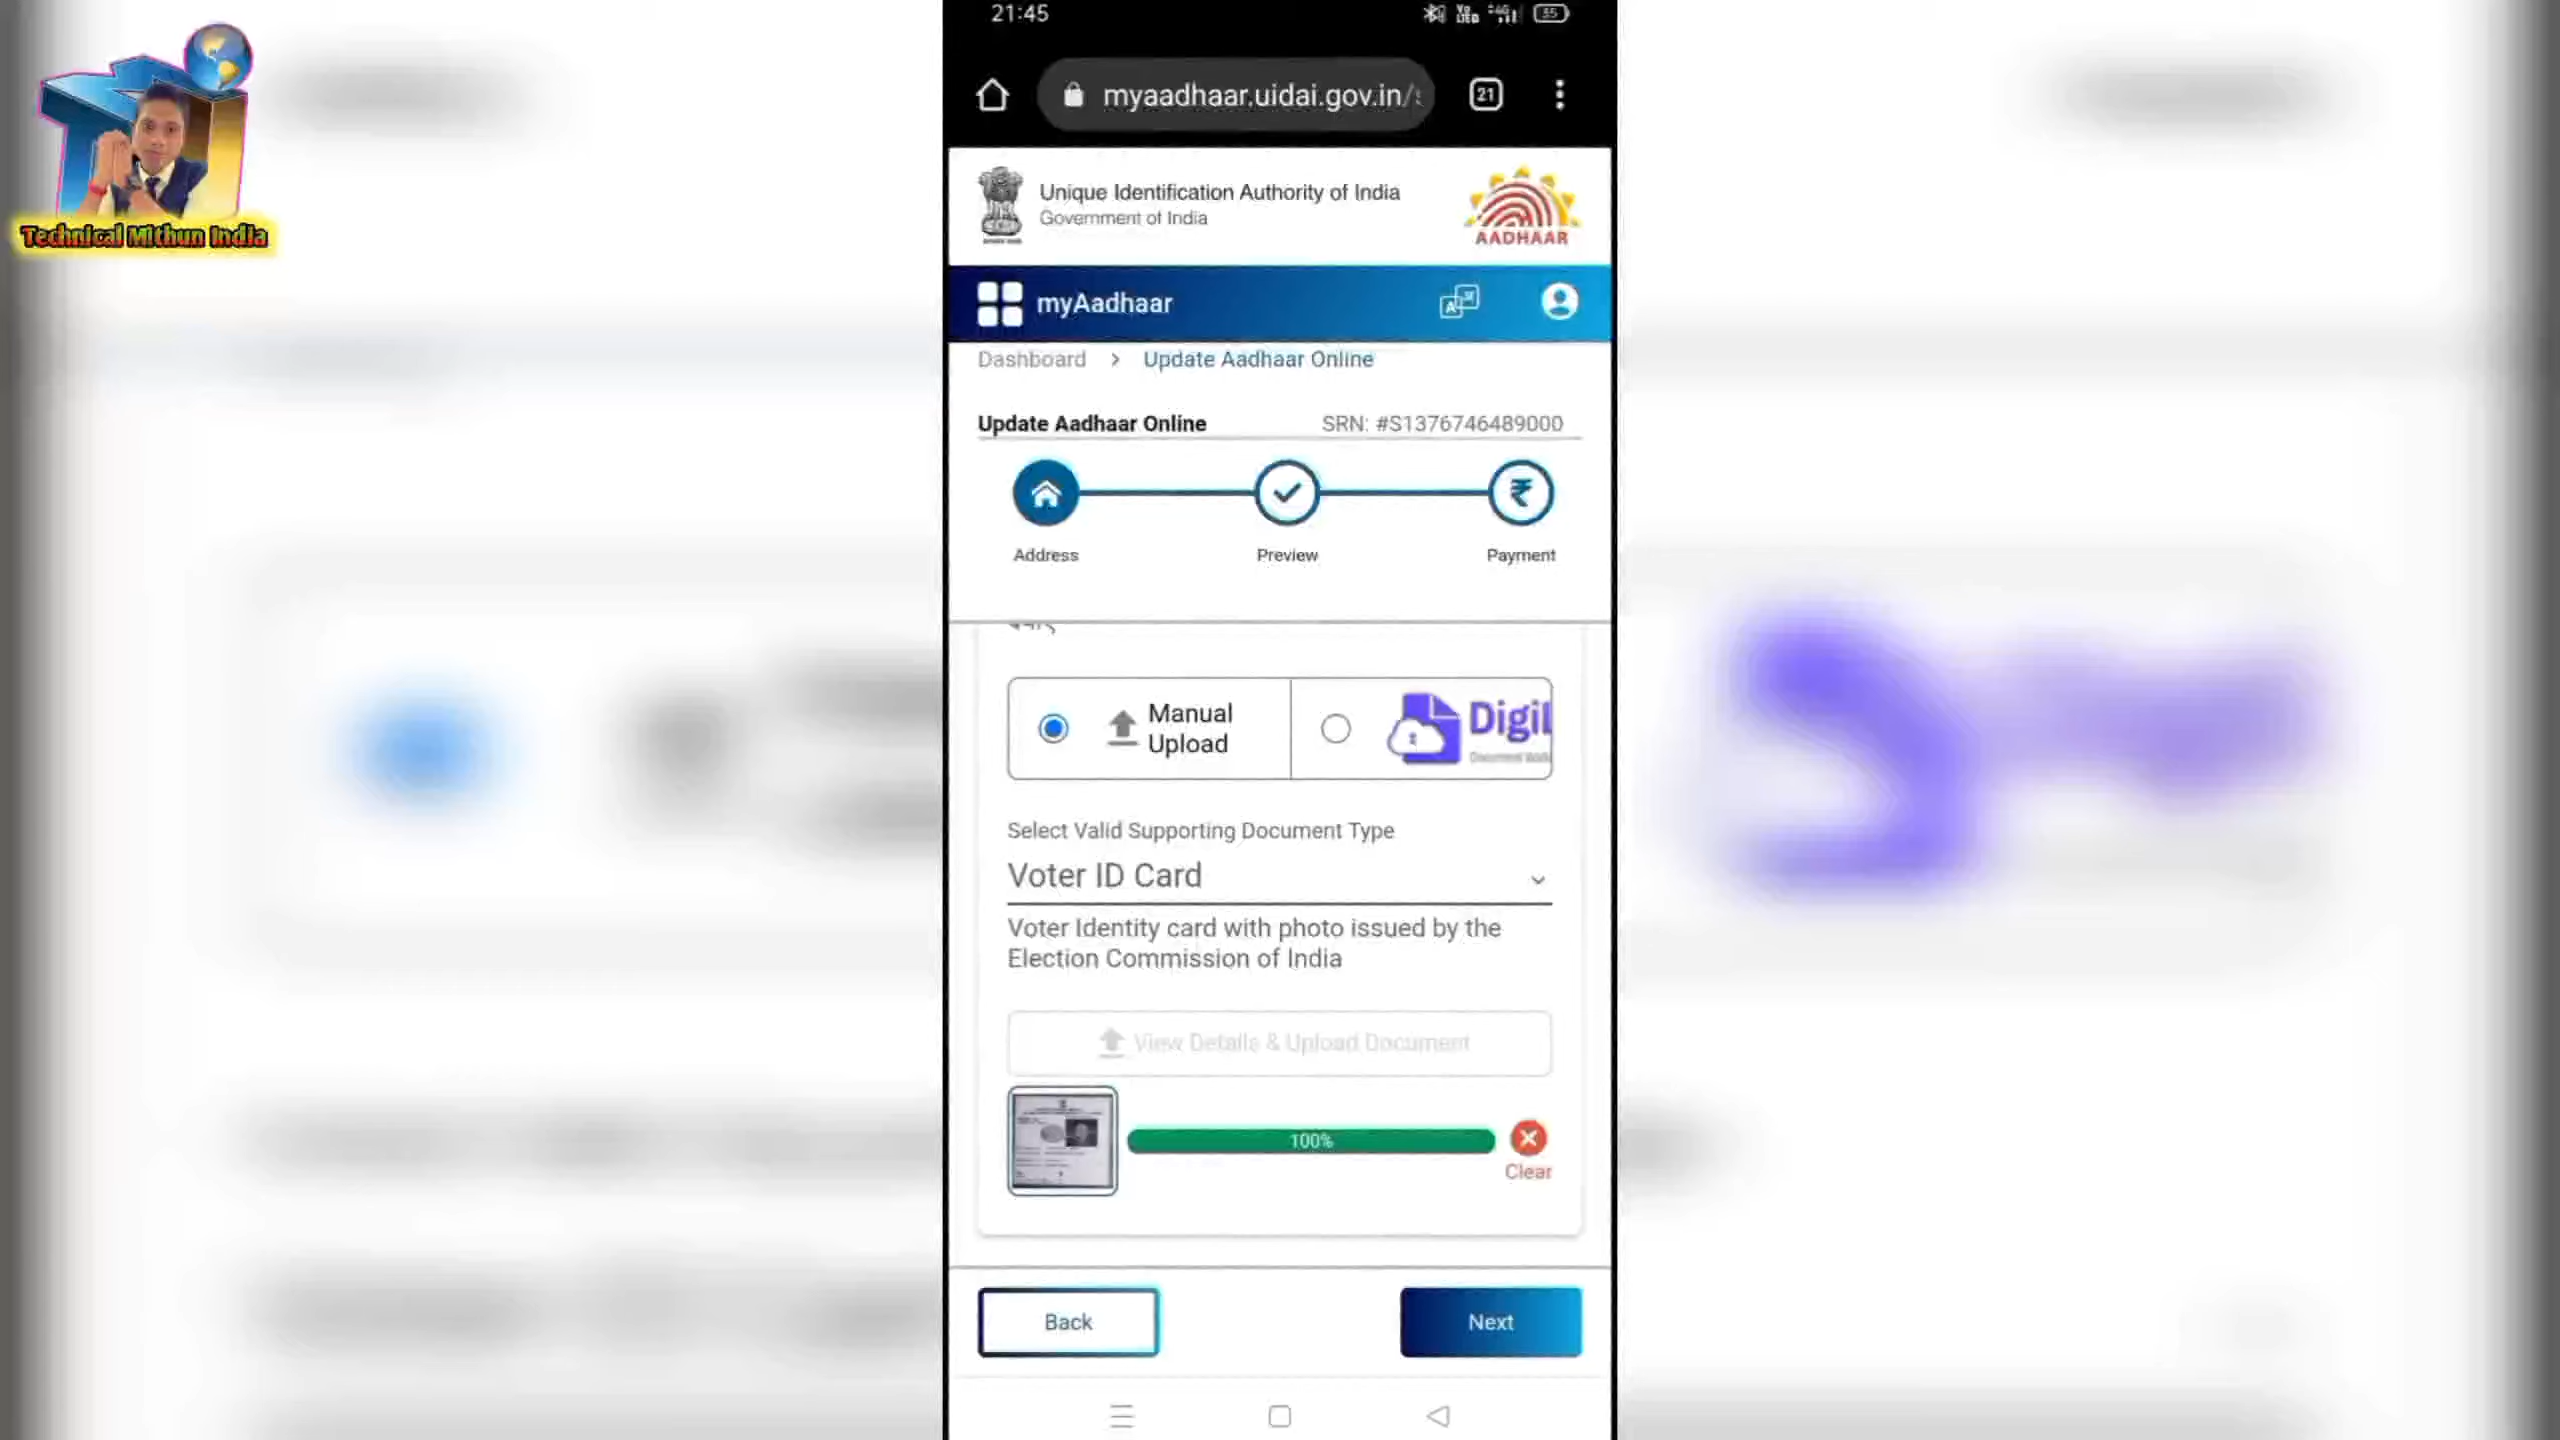 21:45
35
myaadhaar.uidai.gov.in/
21
Technical Mithun India
Unique Identification Authority of India
Government of India
AADHAAR
myAadhaar
Dashboard > Update Aadhaar Online
Update Aadhaar Online SRN: #S1376746489000
Address Preview Payment
Manual
Upload
DigiL
Select Valid Supporting Document Type
Voter ID Card
Voter Identity card with photo issued by the
Election Commission of India
View Details & Upload Document
100%
Clear
Back
Next